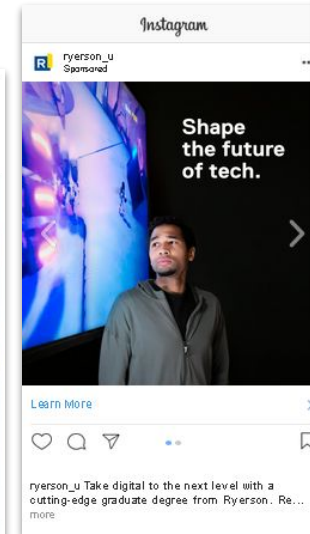 Instagram
R
ryerson_u
Sponsored
Shape
the future
of tech.
Learn More
ryerson_u Take digital to the next level with a
cutting-edge graduate degree from Ryerson. Re...
more